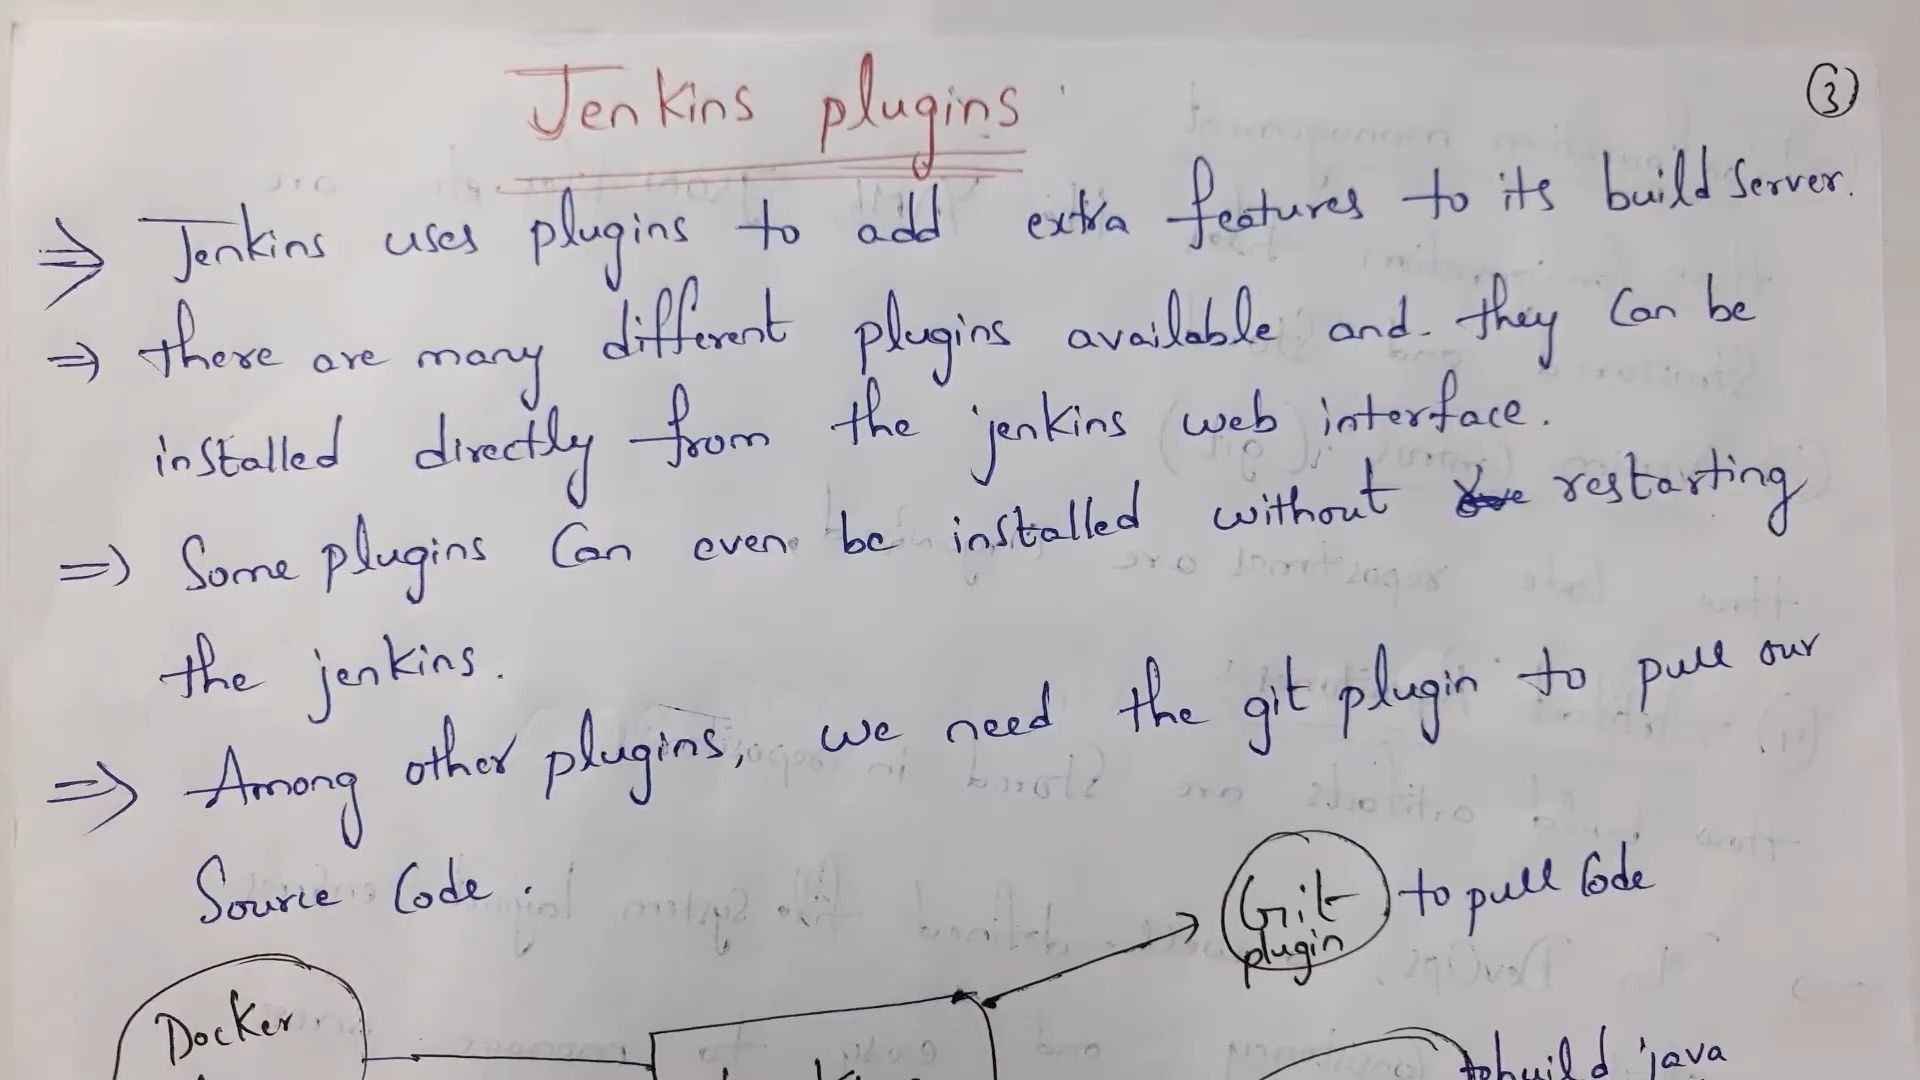 Jenkins plugins
3
⇒ Jenkins uses plugins to add extra features to its build server.
⇒ there are many different plugins available and they can be
installed directly from the jenkins web interface.
⇒ Some plugins can even be installed without restarting
the jenkins.
⇒ Among other plugins, we need the git plugin to pull our
Source Code.
Git
plugin
to pull Code
Docker
to build java